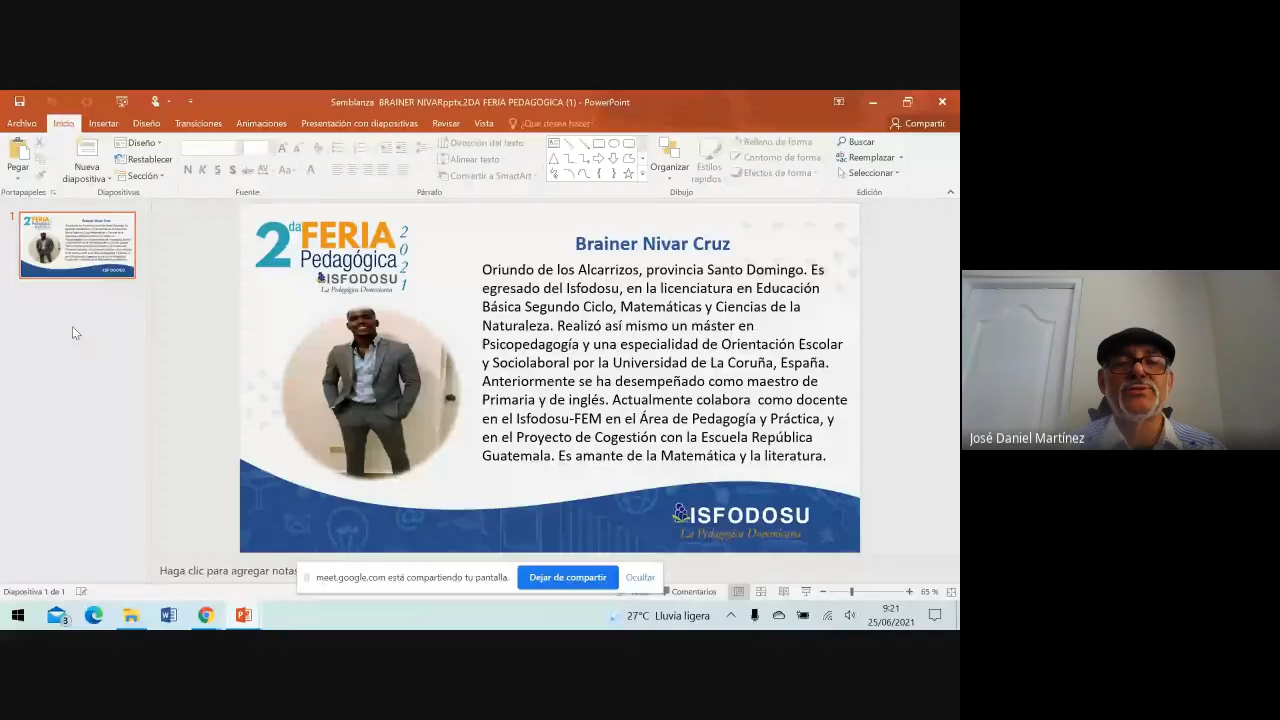 Semblanza BRAINER NIVARpptx.2DA FERIA PEDAGOGICA (1) - PowerPoint
Archivo Inicio Insertar Diseño Transiciones Animaciones Presentación con diapositivas Revisar Vista ¿Qué desea hacer? Compartir
Pegar
Nueva diapositiva
Diseño
Restablecer
Sección
N K S S abc AV Aa A
Dirección del texto
Alinear texto
Convertir a SmartArt
Organizar
Estilos rápidos
Relleno de forma
Contorno de forma
Efectos de forma
Buscar
Reemplazar
Seleccionar
Portapapeles Diapositivas Fuente Párrafo Dibujo Edición
1
2da FERIA
Pedagógica
2021
ISFODOSU
La Pedagógica Dominicana
Brainer Nivar Cruz
Oriundo de los Alcarrizos, provincia Santo Domingo. Es
egresado del Isfodosu, en la licenciatura en Educación
Básica Segundo Ciclo, Matemáticas y Ciencias de la
Naturaleza. Realizó así mismo un máster en
Psicopedagogía y una especialidad de Orientación Escolar
y Sociolaboral por la Universidad de La Coruña, España.
Anteriormente se ha desempeñado como maestro de
Primaria y de inglés. Actualmente colabora como docente
en el Isfodosu-FEM en el Área de Pedagogía y Práctica, y
en el Proyecto de Cogestión con la Escuela República
Guatemala. Es amante de la Matemática y la literatura.
ISFODOSU
La Pedagógica Dominicana
José Daniel Martínez
Haga clic para agregar notas
meet.google.com está compartiendo tu pantalla. Dejar de compartir Ocultar
Diapositiva 1 de 1 Comentarios 65 %
3
27°C Lluvia ligera
9:21
25/06/2021